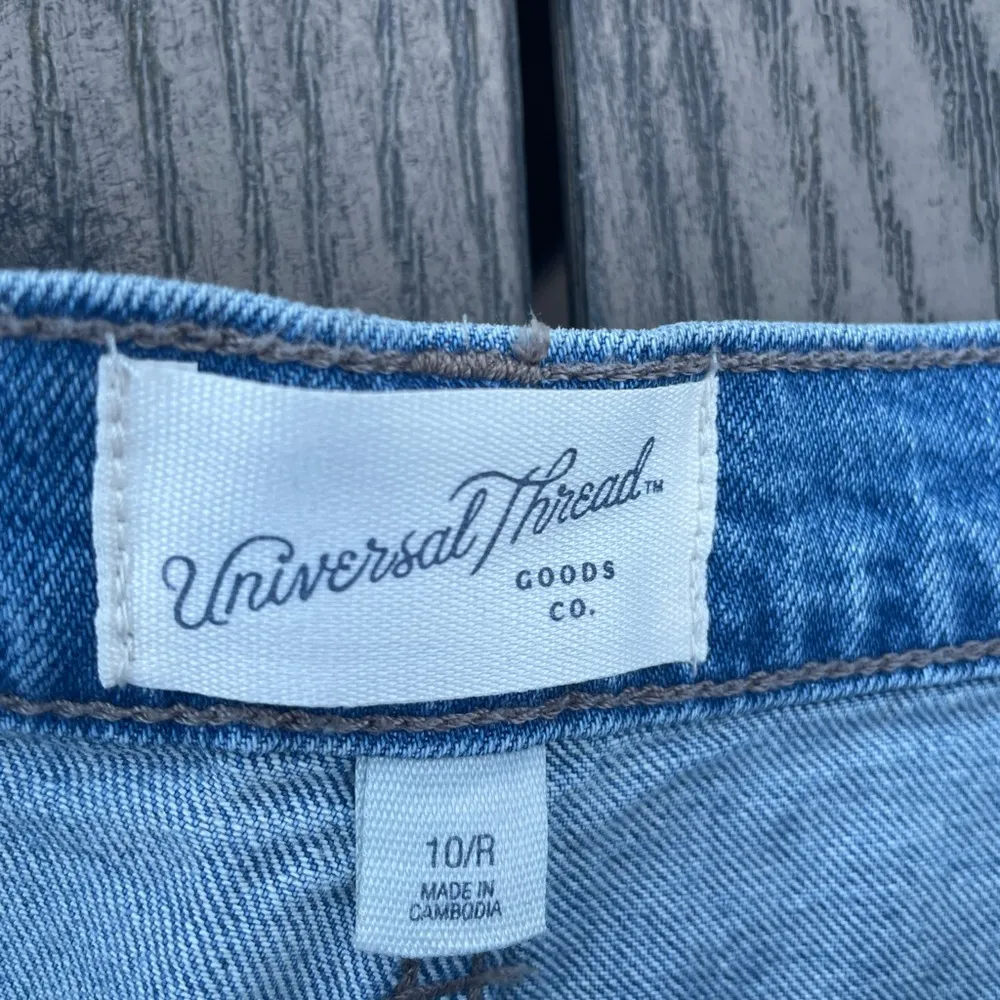 Universal Thread™
GOODS
CO.
10/R
MADE IN
CAMBODIA